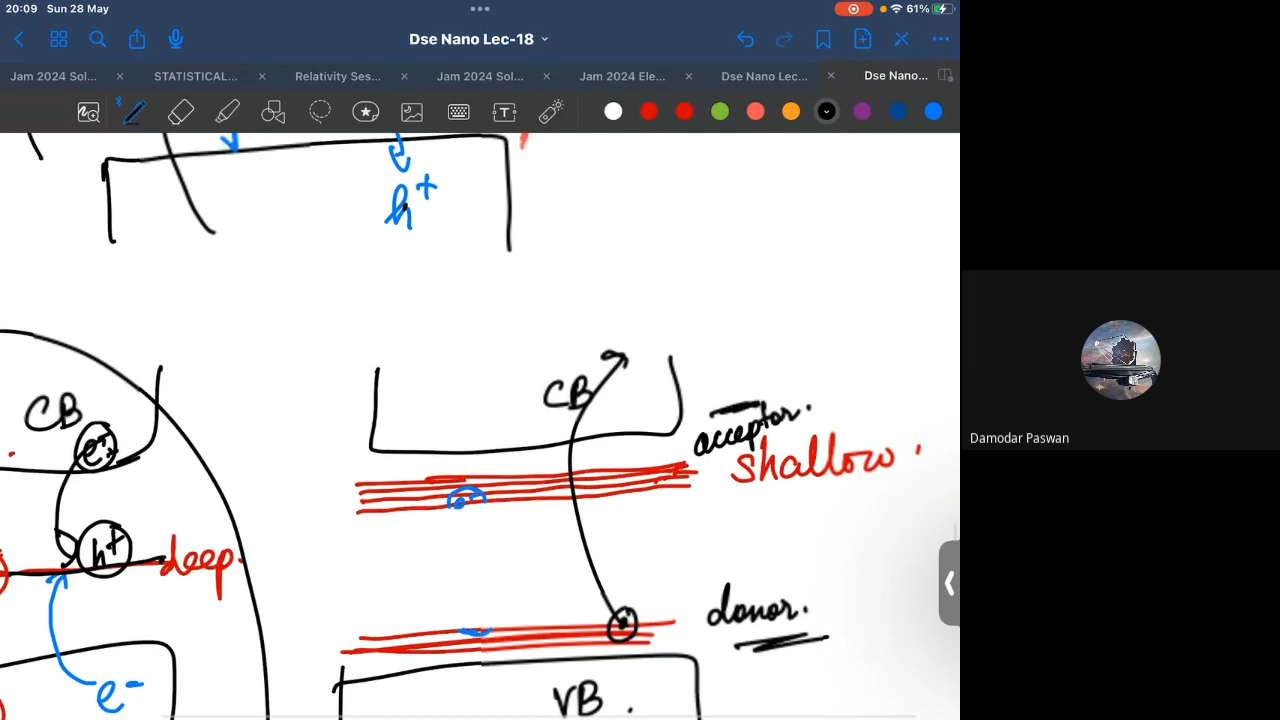 20:09 Sun 28 May
61%
Dse Nano Lec-18
Jam 2024 Sol...
STATISTICAL...
Relativity Ses...
Jam 2024 Sol...
Jam 2024 Ele...
Dse Nano Lec...
Dse Nano...
h+
CB
e-
h+
deep.
e-
CB
acceptor.
shallow.
donor.
VB.
Damodar Paswan